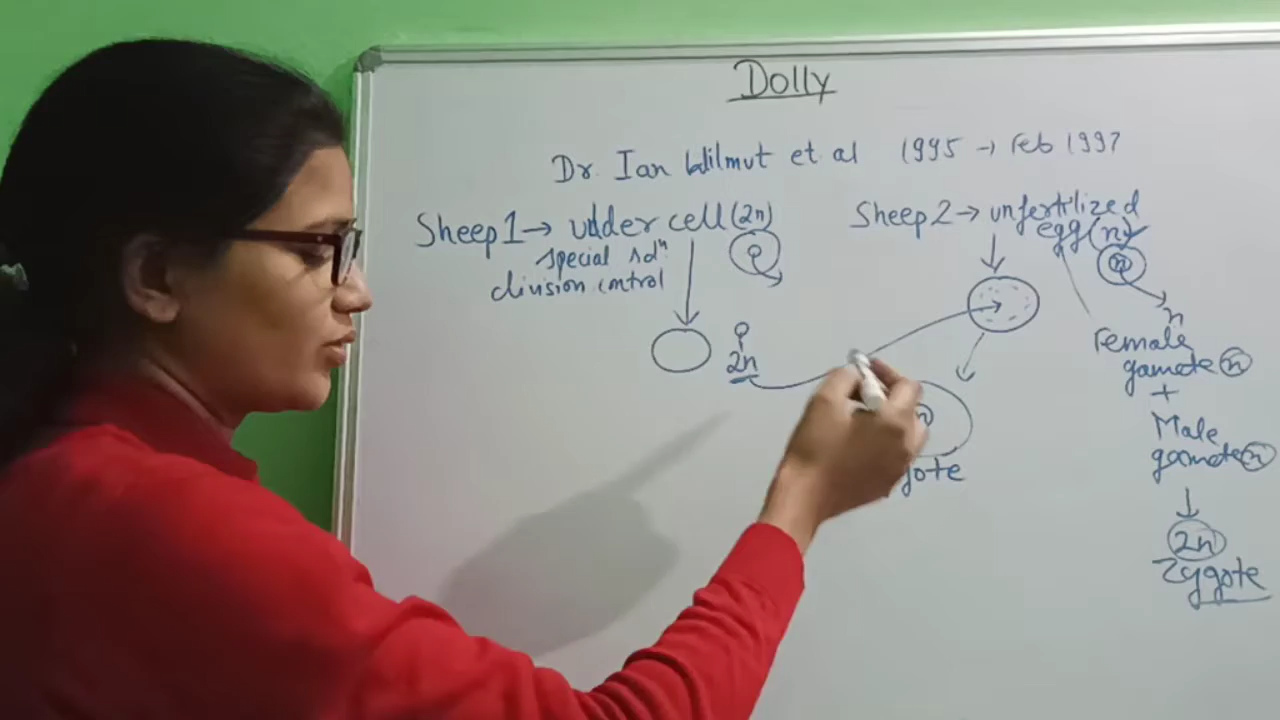 Dolly
Dr. Ian Wilmut et al 1995 → Feb 1997
Sheep 1 → udder cell (2n)
special soln
division control
2n
Sheep 2 → unfertilized
egg (n)
n
n
Female
gamete n
+
Male
gamete n
2n
Zygote
n
gote